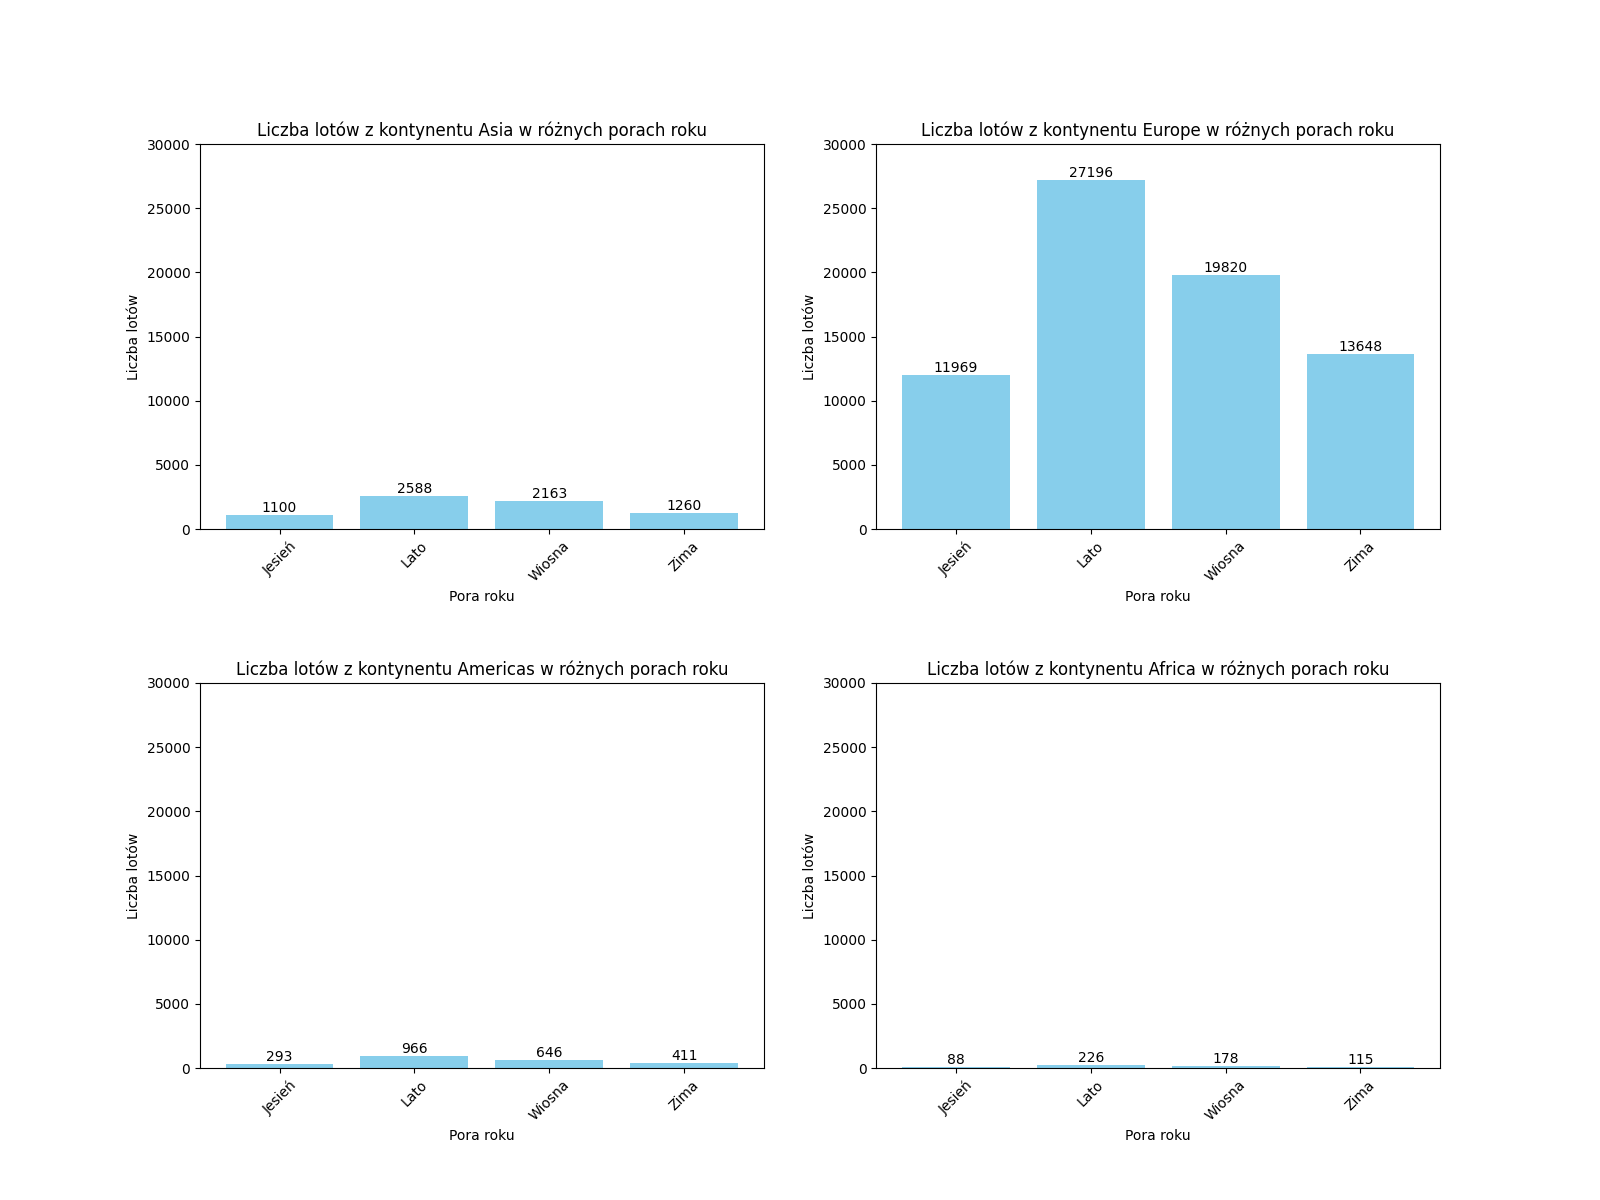 Liczba lotów z kontynentu Asia w różnych porach roku
30000
25000
20000
15000
10000
5000
0
Liczba lotów
1100
2588
2163
1260
Jesień
Lato
Wiosna
Zima
Pora roku
Liczba lotów z kontynentu Europe w różnych porach roku
30000
25000
20000
15000
10000
5000
0
Liczba lotów
11969
27196
19820
13648
Jesień
Lato
Wiosna
Zima
Pora roku
Liczba lotów z kontynentu Americas w różnych porach roku
30000
25000
20000
15000
10000
5000
0
Liczba lotów
293
966
646
411
Jesień
Lato
Wiosna
Zima
Pora roku
Liczba lotów z kontynentu Africa w różnych porach roku
30000
25000
20000
15000
10000
5000
0
Liczba lotów
88
226
178
115
Jesień
Lato
Wiosna
Zima
Pora roku